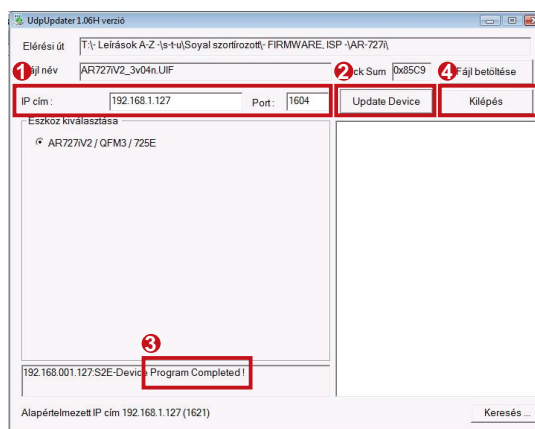 UdpUpdater 1.06H verzió
Elérési út T:\- Leírások A-Z -\s-t-u\Soyal szortírozott\- FIRMWARE, ISP -\AR-727i\
1 ájl név AR727iV2_3v04n.UIF 2 ck Sum 0x85C9 4 Fájl betöltése
IP cím : 192.168.1.127 Port : 1604 Update Device Kilépés
Eszköz kiválasztása
AR727iV2 / QFM3 / 725E
3
192.168.001.127:S2E-Device Program Completed !
Alapértelmezett IP cím 192.168.1.127 (1621) Keresés ...